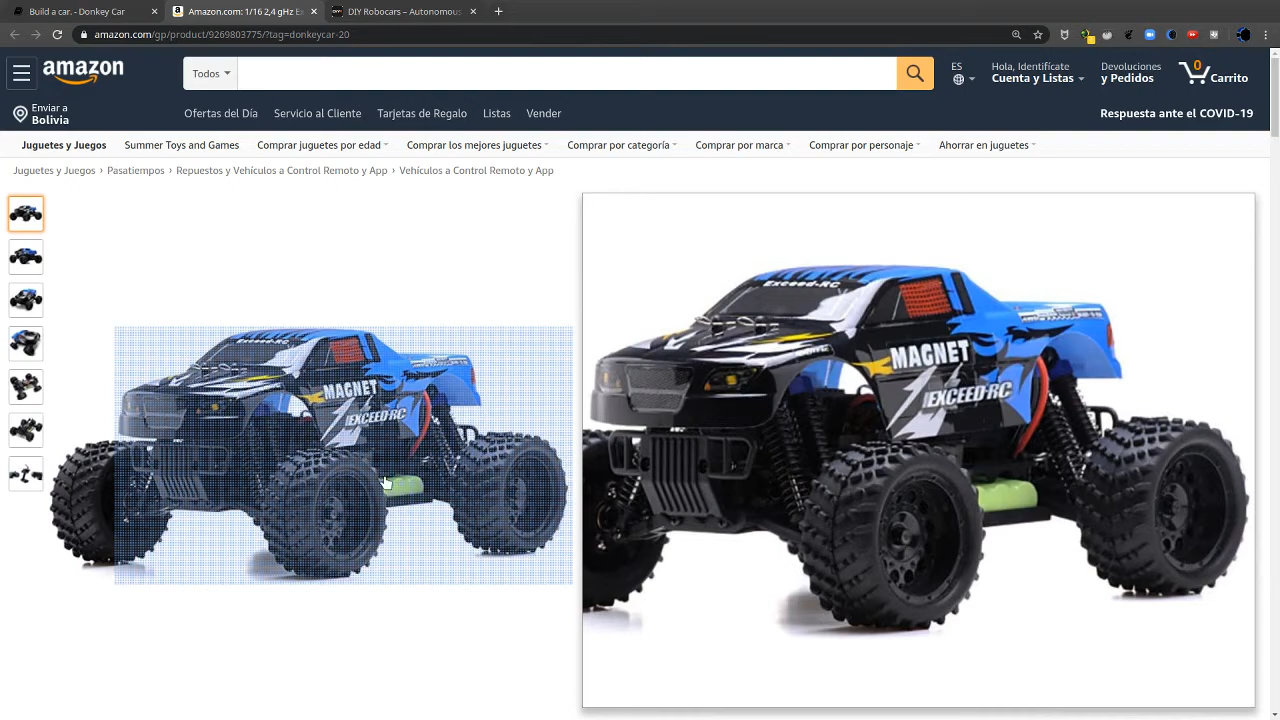 Build a car. - Donkey Car
Amazon.com: 1/16 2,4 gHz Ex
DIY Robocars – Autonomous
amazon.com/gp/product/9269803775/?tag=donkeycar-20
amazon
Todos
ES
Hola, Identifícate
Cuenta y Listas
Devoluciones
y Pedidos
0
Carrito
Enviar a
Bolivia
Ofertas del Día
Servicio al Cliente
Tarjetas de Regalo
Listas
Vender
Respuesta ante el COVID-19
Juguetes y Juegos
Summer Toys and Games
Comprar juguetes por edad
Comprar los mejores juguetes
Comprar por categoría
Comprar por marca
Comprar por personaje
Ahorrar en juguetes
Juguetes y Juegos › Pasatiempos › Repuestos y Vehículos a Control Remoto y App › Vehículos a Control Remoto y App
Exceed-RC
MAGNET
EXCEED-RC
Exceed-RC
MAGNET
EXCEED-RC